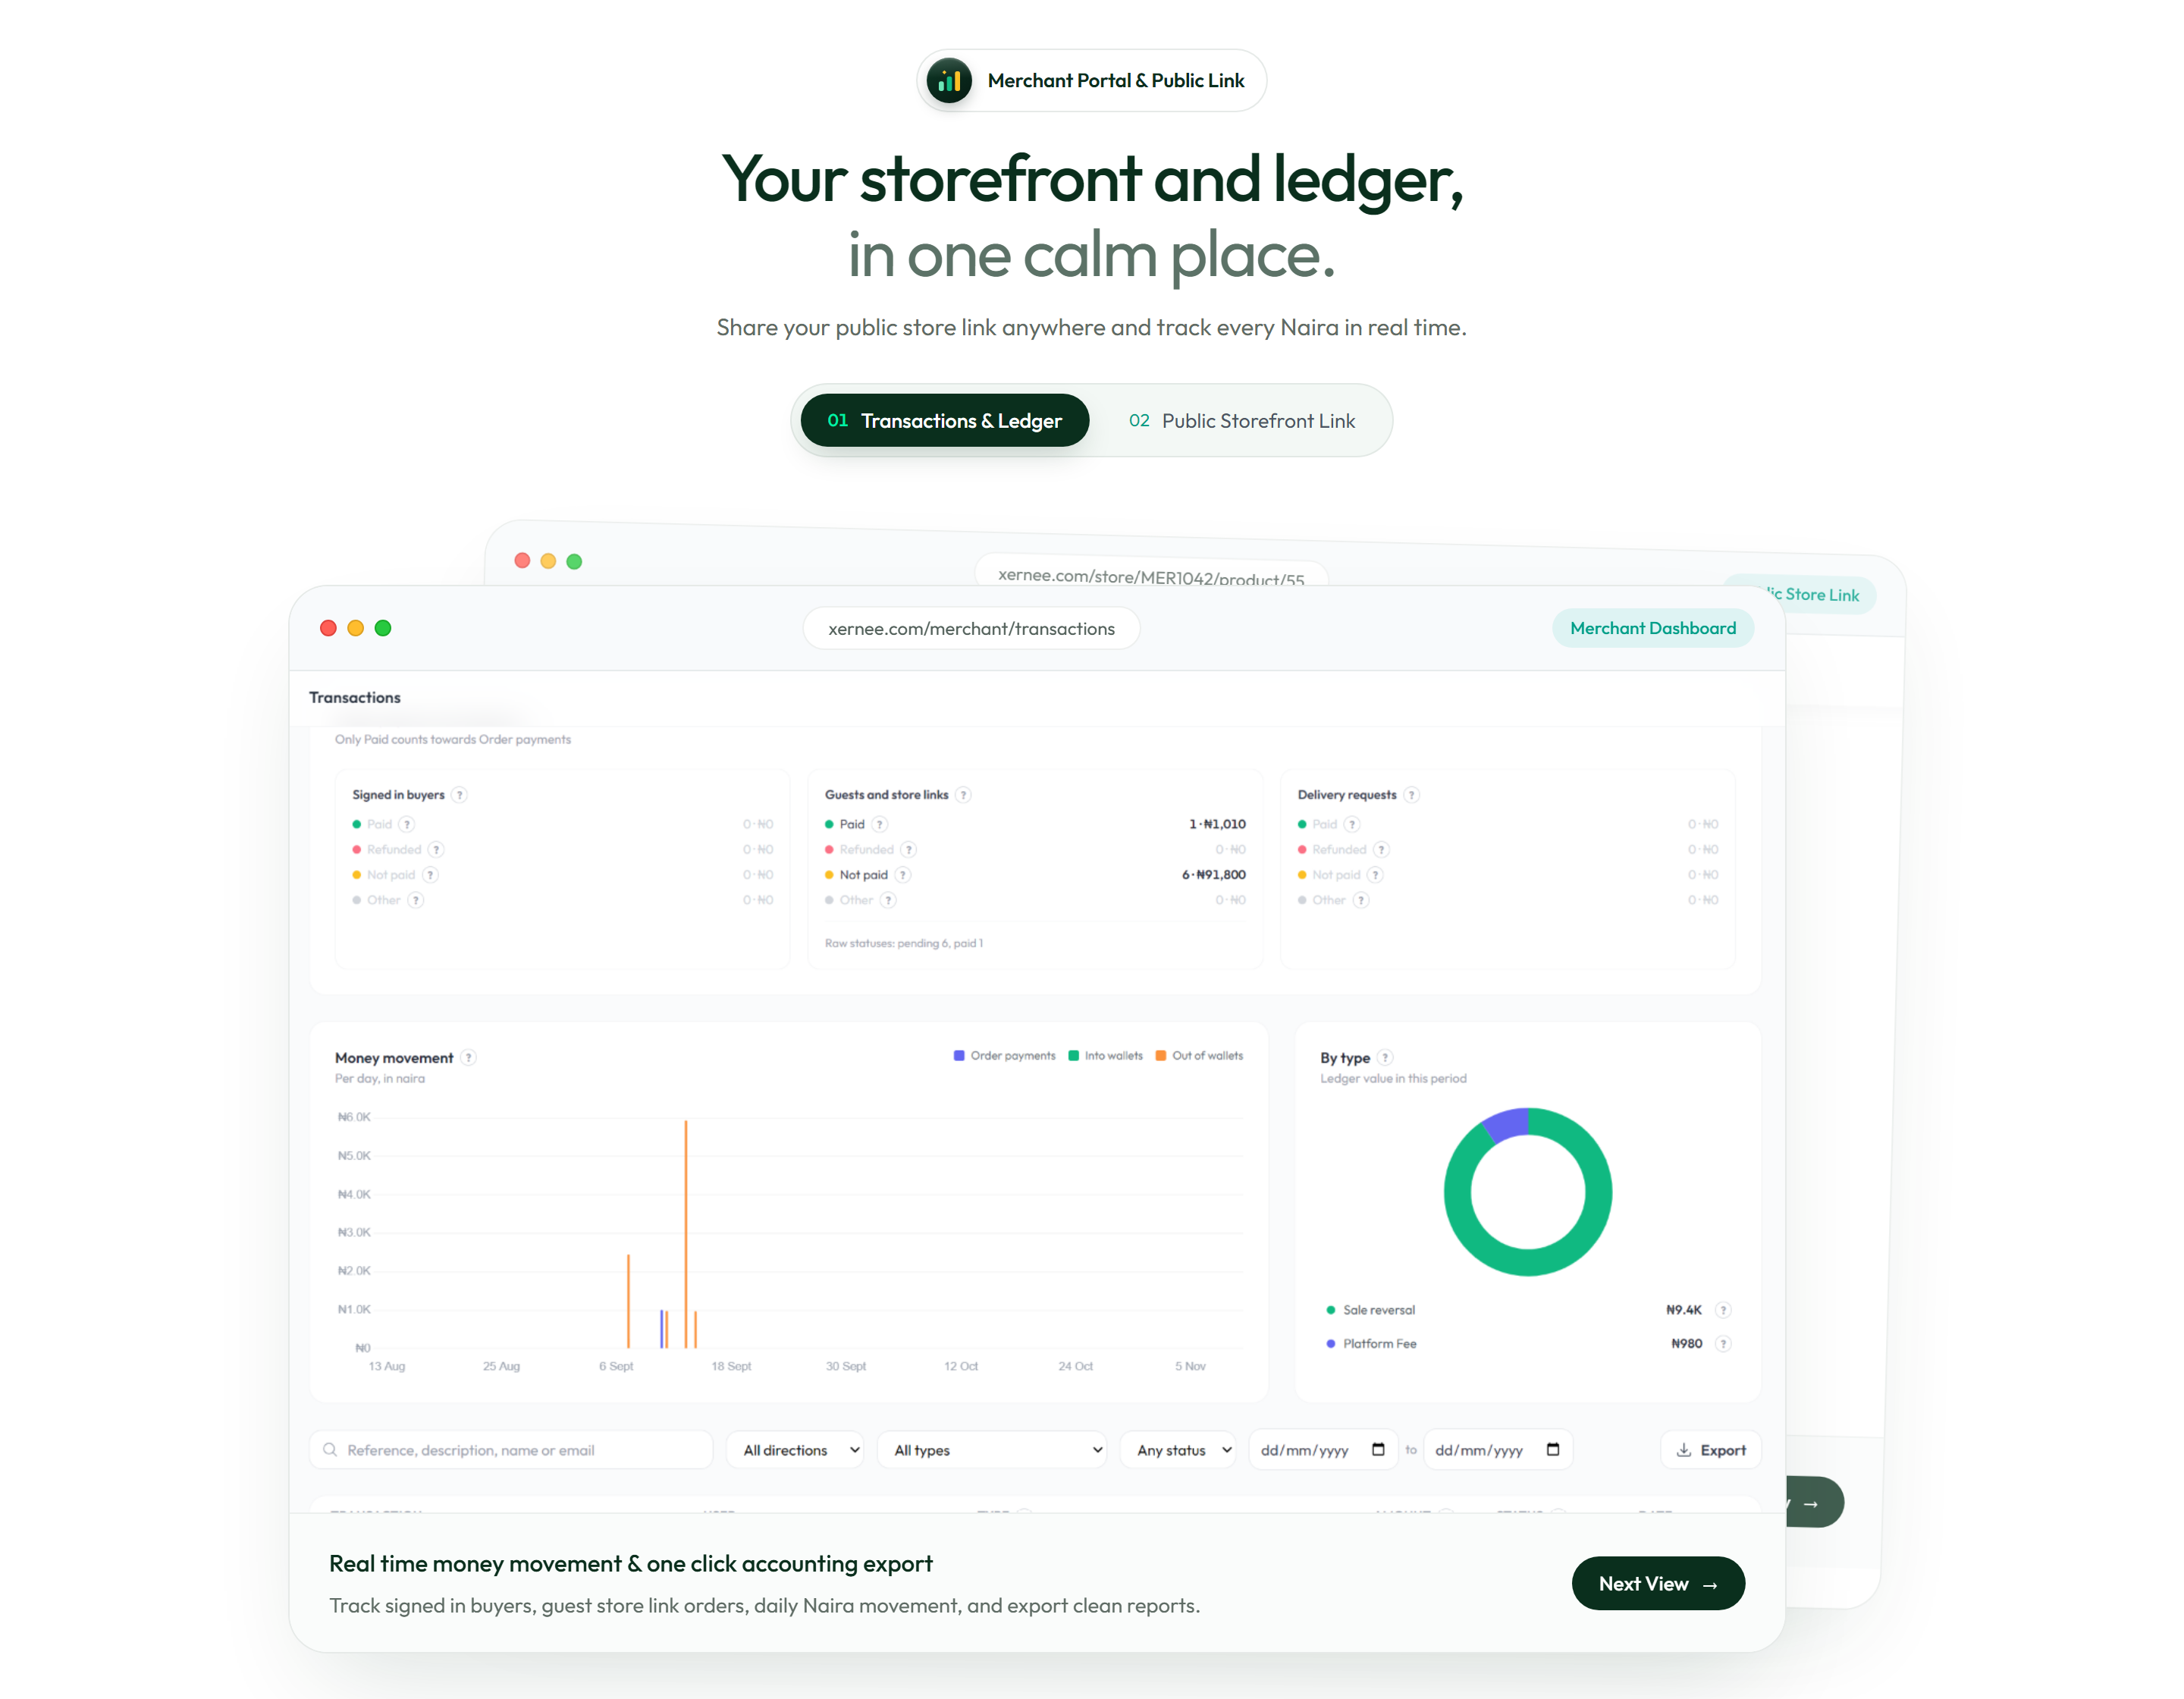 Merchant Portal & Public Link
Your storefront and ledger,
in one calm place.
Share your public store link anywhere and track every Naira in real time.
01 Transactions & Ledger
02 Public Storefront Link
xernee.com/store/MER1042/product/55
lic Store Link
xernee.com/merchant/transactions
Merchant Dashboard
Transactions
Only Paid counts towards Order payments
Signed in buyers ?
Paid ? 0·₦0
Refunded ? 0·₦0
Not paid ? 0·₦0
Other ? 0·₦0
Guests and store links ?
Paid ? 1·₦1,010
Refunded ? 0·₦0
Not paid ? 6·₦91,800
Other ? 0·₦0
Raw statuses: pending 6, paid 1
Delivery requests ?
Paid ? 0·₦0
Refunded ? 0·₦0
Not paid ? 0·₦0
Other ? 0·₦0
Money movement ?
Per day, in naira
Order payments Into wallets Out of wallets
₦6.0K
₦5.0K
₦4.0K
₦3.0K
₦2.0K
₦1.0K
₦0
13 Aug 25 Aug 6 Sept 18 Sept 30 Sept 12 Oct 24 Oct 5 Nov
By type ?
Ledger value in this period
Sale reversal ₦9.4K ?
Platform Fee ₦980 ?
Reference, description, name or email
All directions
All types
Any status
dd/mm/yyyy to dd/mm/yyyy
Export
Real time money movement & one click accounting export
Track signed in buyers, guest store link orders, daily Naira movement, and export clean reports.
Next View →
→